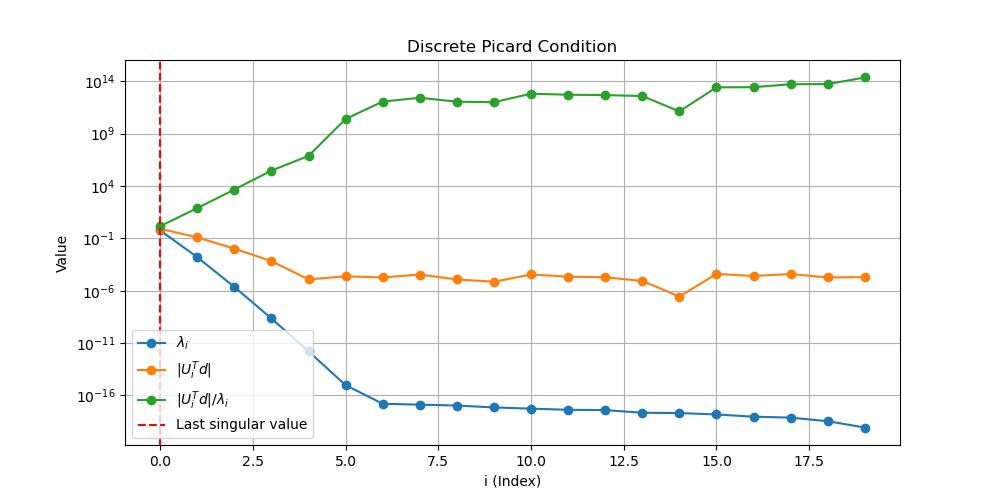 Discrete Picard Condition
Value
10^14
10^9
10^4
10^−1
10^−6
10^−11
10^−16
λ_i
|U_i^T d|
|U_i^T d|/λ_i
Last singular value
0.0 2.5 5.0 7.5 10.0 12.5 15.0 17.5
i (Index)